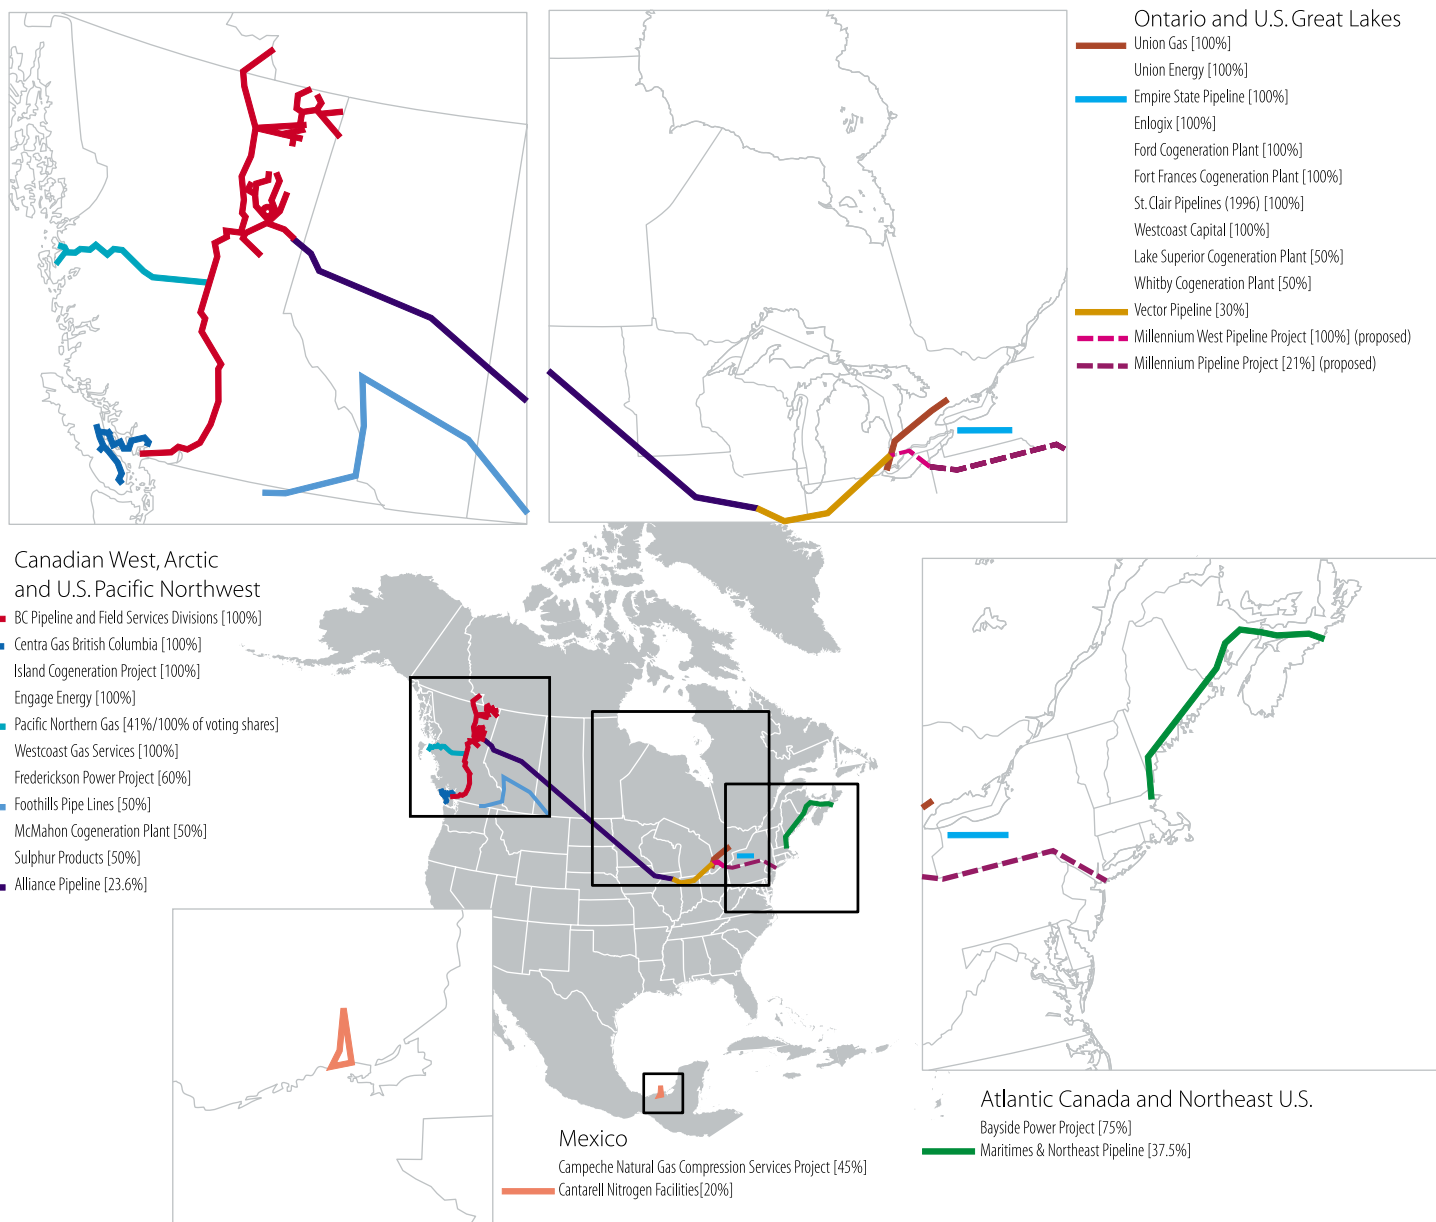 Ontario and U.S. Great Lakes
Union Gas [100%]
Union Energy [100%]
Empire State Pipeline [100%]
Enlogix [100%]
Ford Cogeneration Plant [100%]
Fort Frances Cogeneration Plant [100%]
St. Clair Pipelines (1996) [100%]
Westcoast Capital [100%]
Lake Superior Cogeneration Plant [50%]
Whitby Cogeneration Plant [50%]
Vector Pipeline [30%]
Millennium West Pipeline Project [100%] (proposed)
Millennium Pipeline Project [21%] (proposed)
Canadian West, Arctic
and U.S. Pacific Northwest
BC Pipeline and Field Services Divisions [100%]
Centra Gas British Columbia [100%]
Island Cogeneration Project [100%]
Engage Energy [100%]
Pacific Northern Gas [41%/100% of voting shares]
Westcoast Gas Services [100%]
Frederickson Power Project [60%]
Foothills Pipe Lines [50%]
McMahon Cogeneration Plant [50%]
Sulphur Products [50%]
Alliance Pipeline [23.6%]
Mexico
Campeche Natural Gas Compression Services Project [45%]
Cantarell Nitrogen Facilities[20%]
Atlantic Canada and Northeast U.S.
Bayside Power Project [75%]
Maritimes & Northeast Pipeline [37.5%]